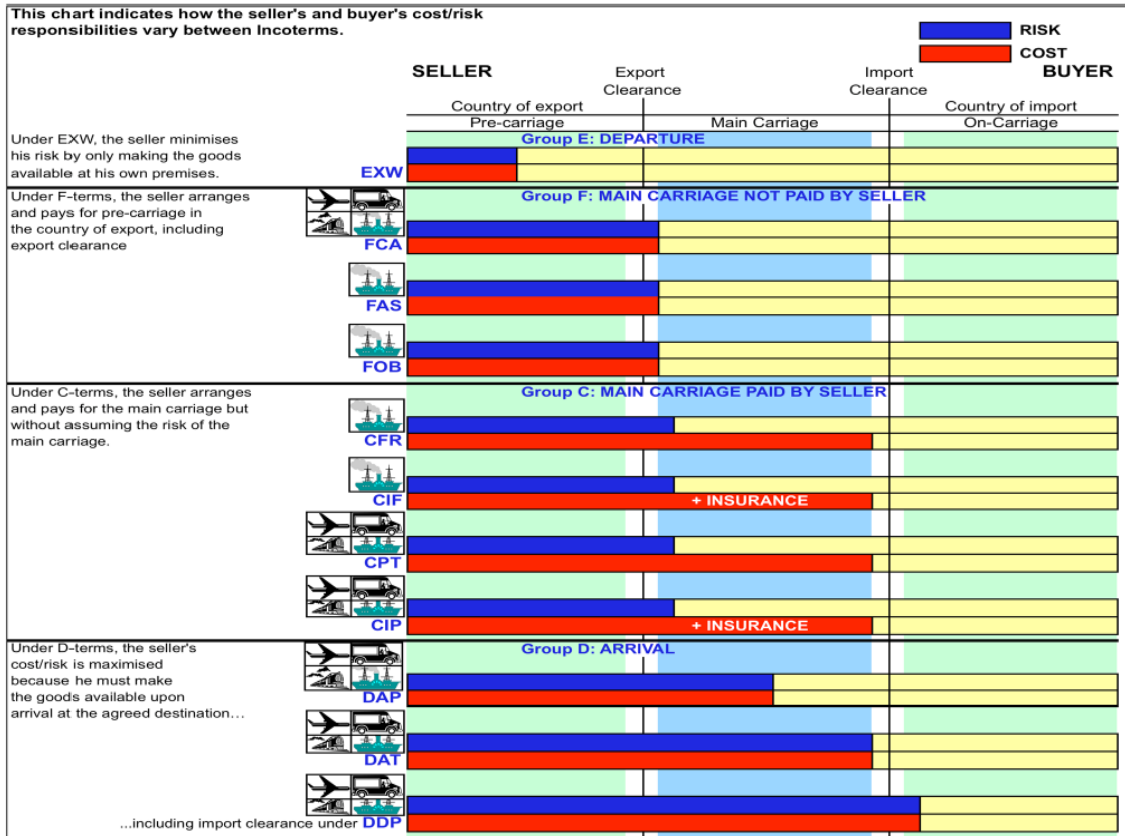 This chart indicates how the seller's and buyer's cost/risk
responsibilities vary between Incoterms.
RISK
COST
SELLER
Export
Clearance
Import
Clearance
BUYER
Country of export
Country of import
Pre-carriage
Main Carriage
On-Carriage
Under EXW, the seller minimises
his risk by only making the goods
available at his own premises.
Group E: DEPARTURE
EXW
Under F-terms, the seller arranges
and pays for pre-carriage in
the country of export, including
export clearance
Group F: MAIN CARRIAGE NOT PAID BY SELLER
FCA
FAS
FOB
Under C-terms, the seller arranges
and pays for the main carriage but
without assuming the risk of the
main carriage.
Group C: MAIN CARRIAGE PAID BY SELLER
CFR
CIF
+ INSURANCE
CPT
CIP
+ INSURANCE
Under D-terms, the seller's
cost/risk is maximised
because he must make
the goods available upon
arrival at the agreed destination...
Group D: ARRIVAL
DAP
DAT
...including import clearance under DDP